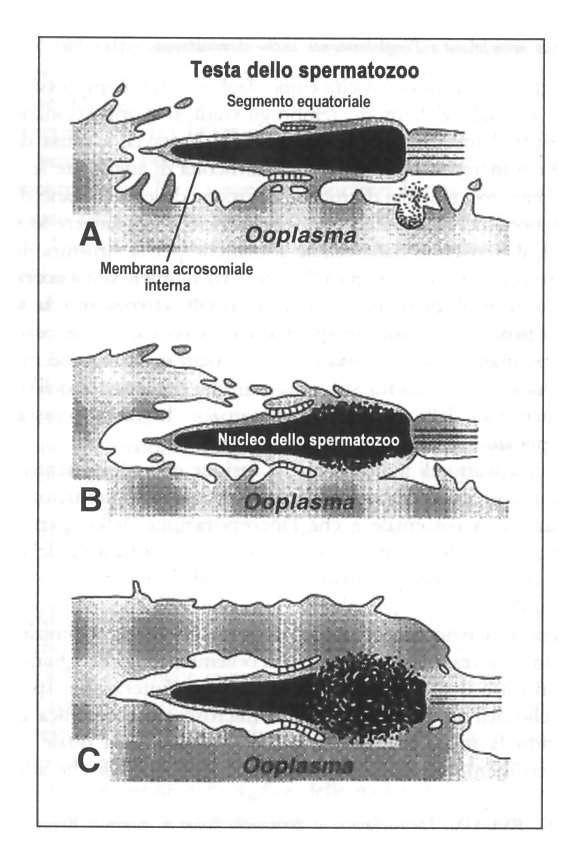 Testa dello spermatozoo
Segmento equatoriale
A
Ooplasma
Membrana acrosomiale
interna
Nucleo dello spermatozoo
B
Ooplasma
C
Ooplasma